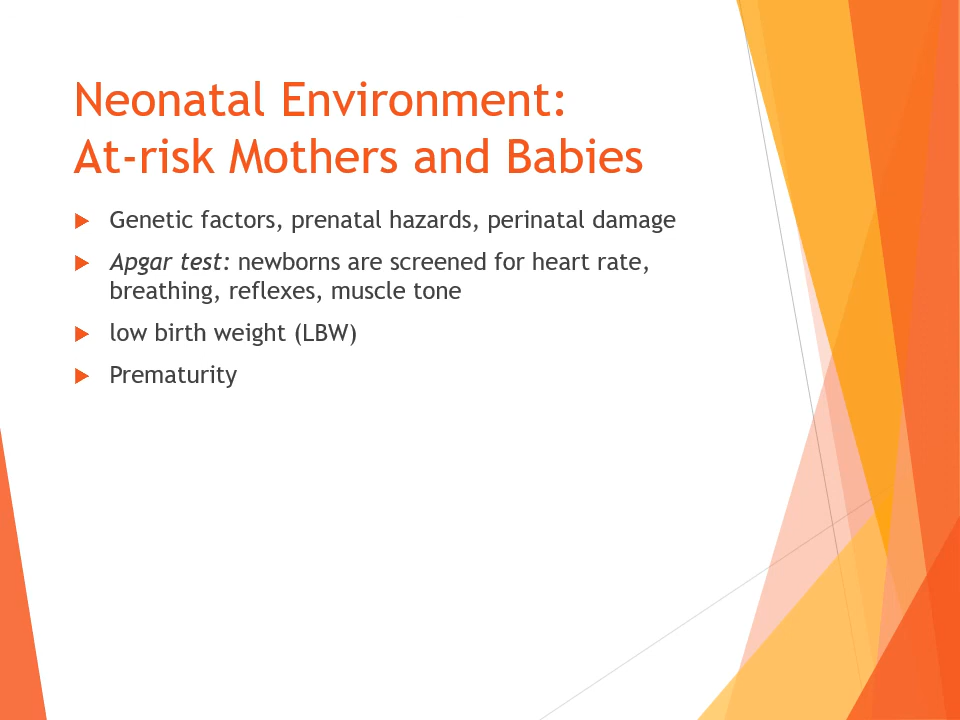 Neonatal Environment:
At-risk Mothers and Babies
Genetic factors, prenatal hazards, perinatal damage
Apgar test: newborns are screened for heart rate,
breathing, reflexes, muscle tone
low birth weight (LBW)
Prematurity